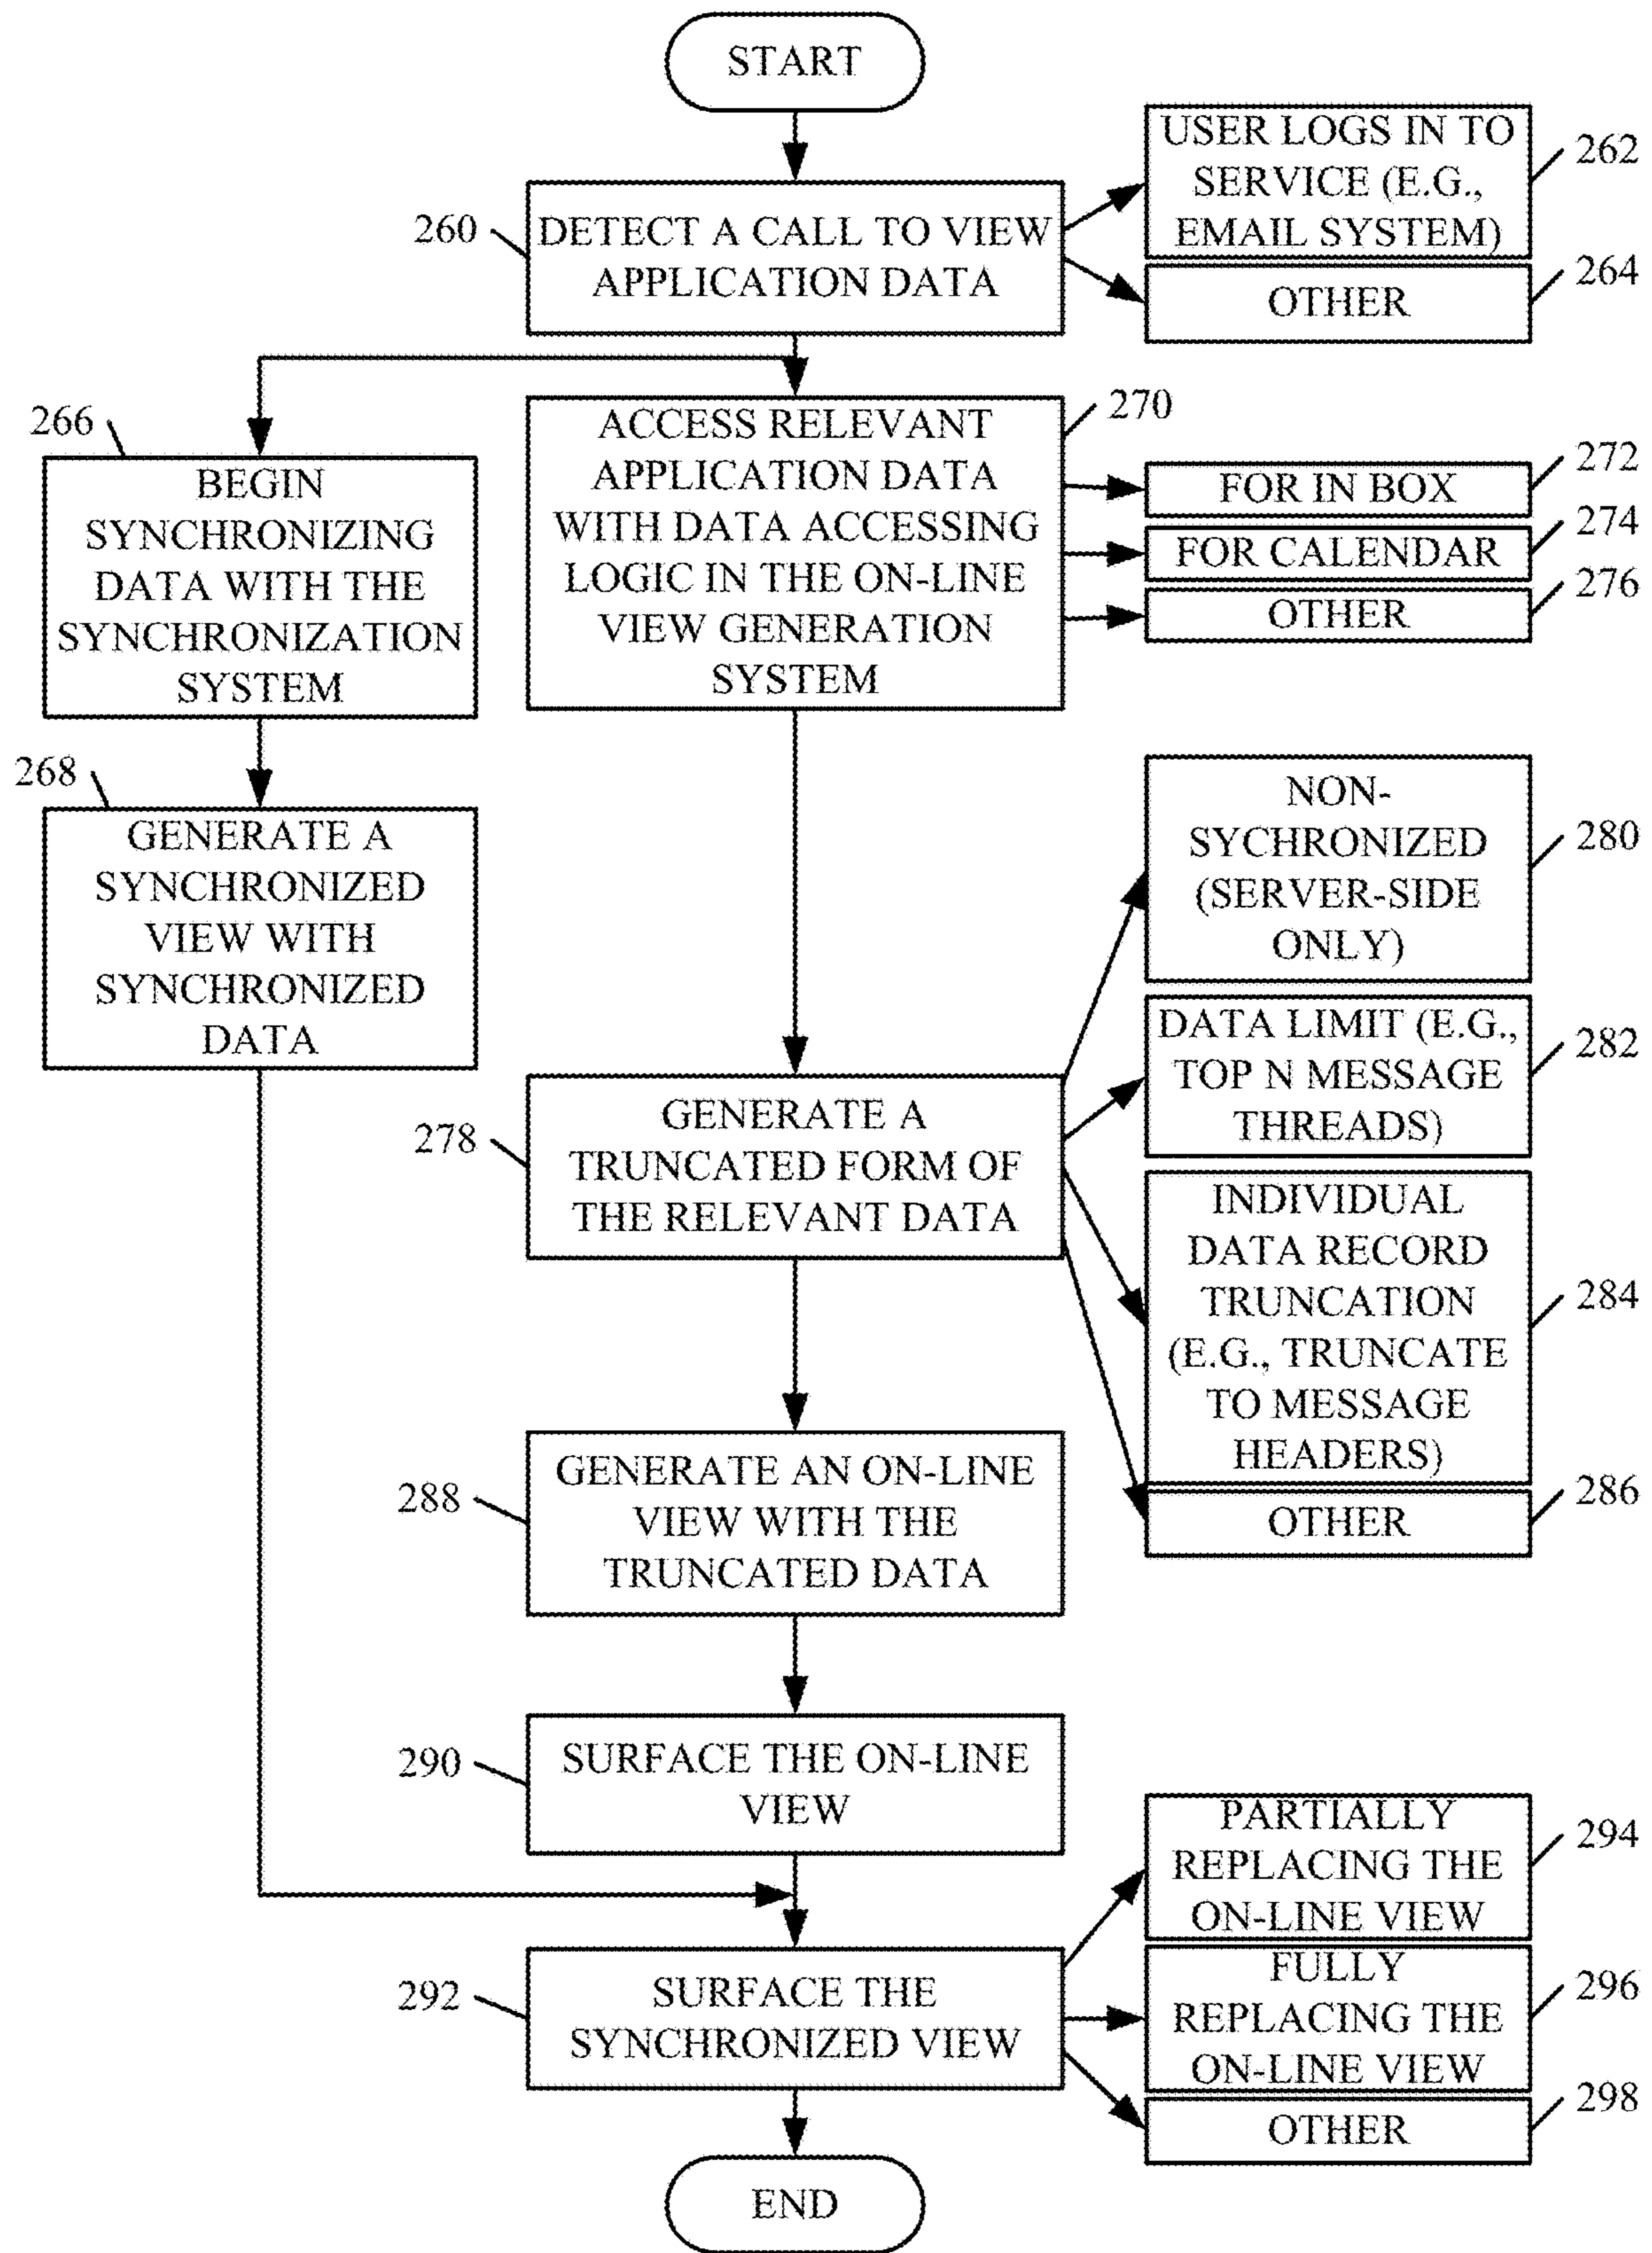 START
USER LOGS IN TO
SERVICE (E.G.,
EMAIL SYSTEM)
262
260
DETECT A CALL TO VIEW
APPLICATION DATA
OTHER
264
266
BEGIN
SYNCHRONIZING
DATA WITH THE
SYNCHRONIZATION
SYSTEM
ACCESS RELEVANT
APPLICATION DATA
WITH DATA ACCESSING
LOGIC IN THE ON-LINE
VIEW GENERATION
SYSTEM
270
FOR IN BOX
272
FOR CALENDAR
274
OTHER
276
268
GENERATE A
SYNCHRONIZED
VIEW WITH
SYNCHRONIZED
DATA
NON-
SYCHRONIZED
(SERVER-SIDE
ONLY)
280
278
GENERATE A
TRUNCATED FORM OF
THE RELEVANT DATA
DATA LIMIT (E.G.,
TOP N MESSAGE
THREADS)
282
INDIVIDUAL
DATA RECORD
TRUNCATION
(E.G., TRUNCATE
TO MESSAGE
HEADERS)
284
OTHER
286
288
GENERATE AN ON-LINE
VIEW WITH THE
TRUNCATED DATA
290
SURFACE THE ON-LINE
VIEW
292
SURFACE THE
SYNCHRONIZED VIEW
PARTIALLY
REPLACING THE
ON-LINE VIEW
294
FULLY
REPLACING THE
ON-LINE VIEW
296
OTHER
298
END